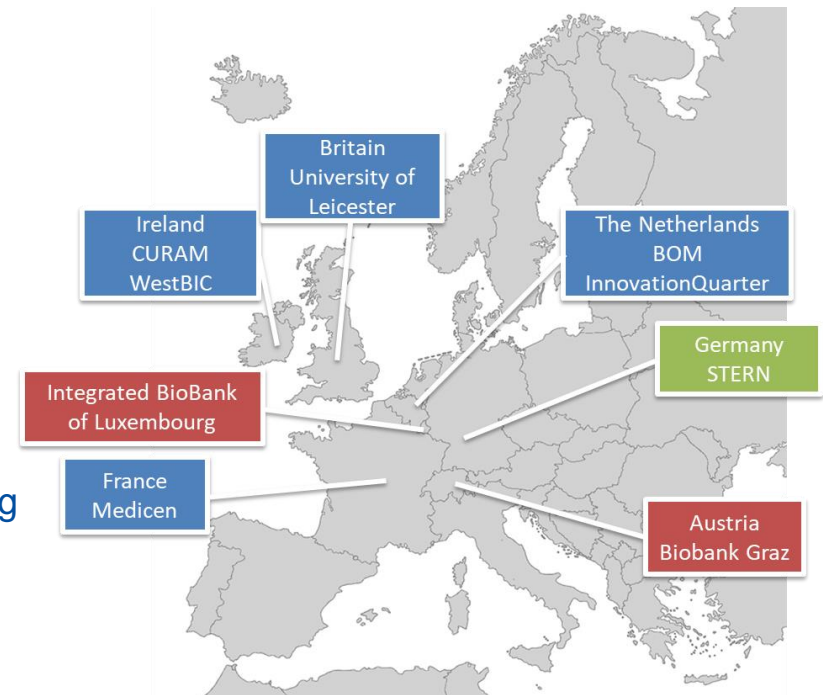 Britain
University of
Leicester
Ireland
CURAM
WestBIC
The Netherlands
BOM
InnovationQuarter
Germany
STERN
Integrated BioBank
of Luxembourg
France
Medicen
g
Austria
Biobank Graz